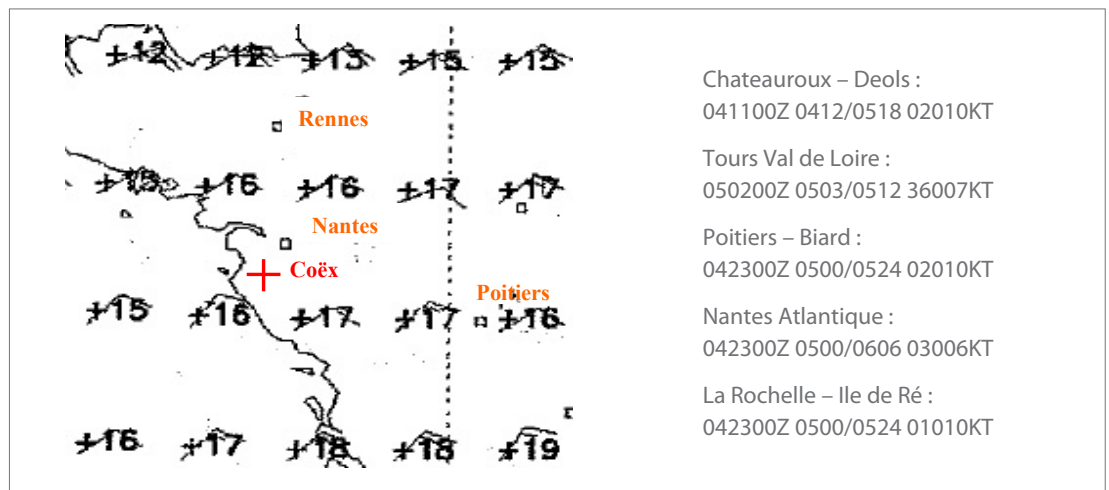 +12 +12 +13 +15 +15
Rennes
+15 +16 +16 +17 +17
Nantes
Coëx
Poitiers
+15 +16 +17 +17 +16
+16 +17 +18 +18 +19
Chateauroux – Deols :
041100Z 0412/0518 02010KT
Tours Val de Loire :
050200Z 0503/0512 36007KT
Poitiers – Biard :
042300Z 0500/0524 02010KT
Nantes Atlantique :
042300Z 0500/0606 03006KT
La Rochelle – Ile de Ré :
042300Z 0500/0524 01010KT